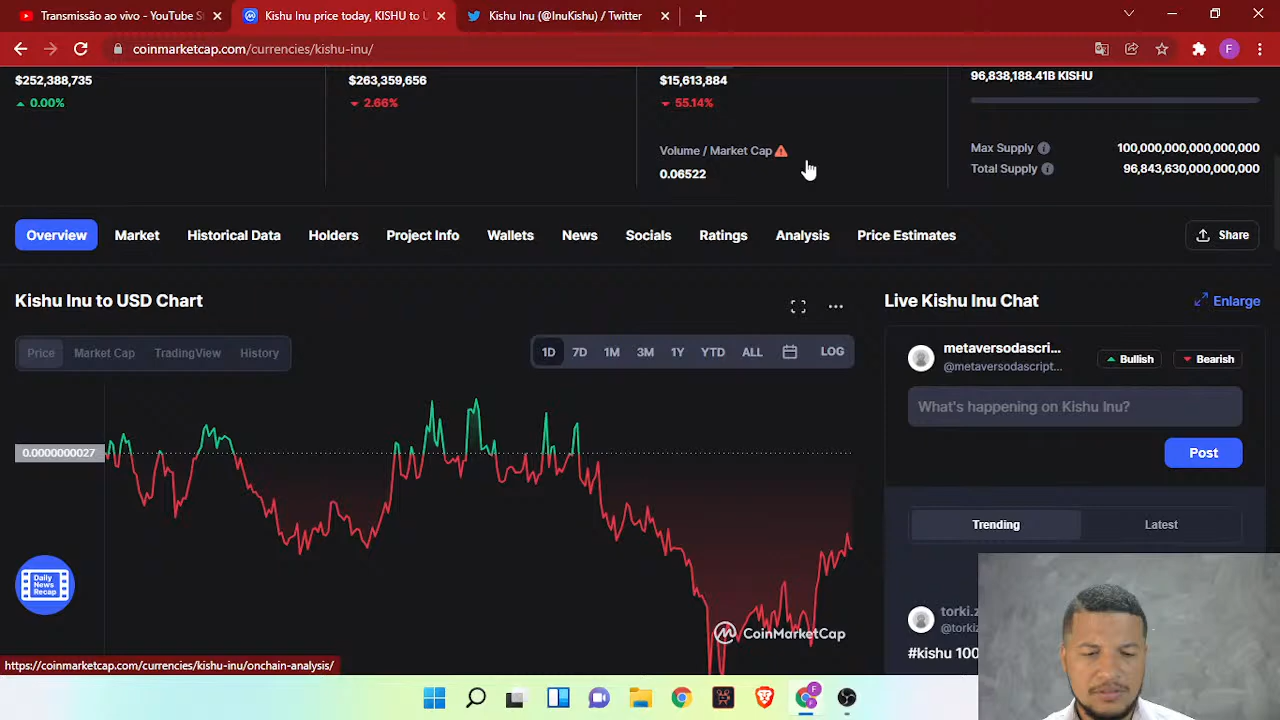 Transmissão ao vivo - YouTube S
Kishu Inu price today, KISHU to U
Kishu Inu (@InuKishu) / Twitter
coinmarketcap.com/currencies/kishu-inu/
F
$252,388,735
0.00%
$263,359,656
2.66%
$15,613,884
55.14%
Volume / Market Cap
0.06522
96,838,188.41B KISHU
Max Supply 100,000,000,000,000,000
Total Supply 96,843,630,000,000,000
Overview
Market
Historical Data
Holders
Project Info
Wallets
News
Socials
Ratings
Analysis
Price Estimates
Share
Kishu Inu to USD Chart
Price
Market Cap
TradingView
History
1D
7D
1M
3M
1Y
YTD
ALL
LOG
0.0000000027
CoinMarketCap
Live Kishu Inu Chat
Enlarge
metaversodascri...
@metaversodascript...
Bullish
Bearish
What's happening on Kishu Inu?
Post
Trending
Latest
torki.z
@torkiz
#kishu 100
Daily
News
Recap
https://coinmarketcap.com/currencies/kishu-inu/onchain-analysis/